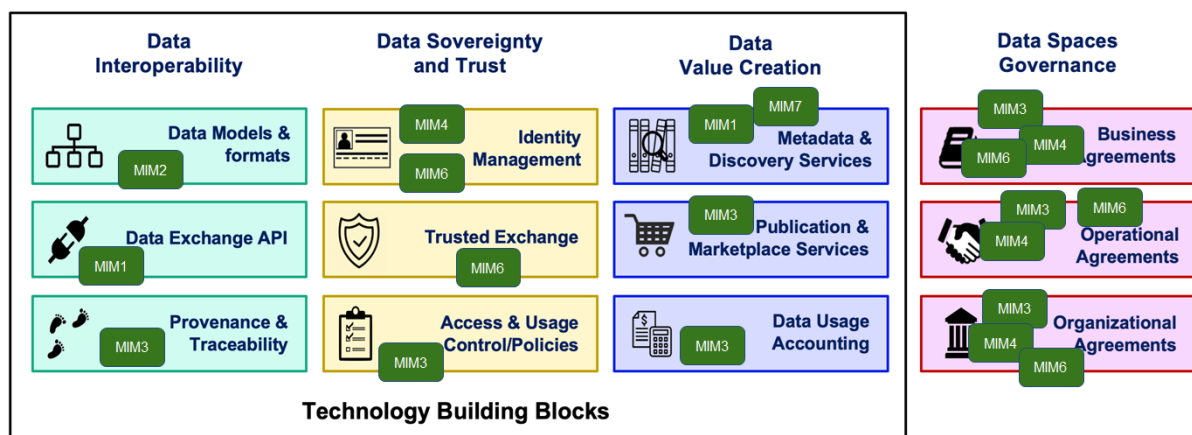 Data
Interoperability
Data Sovereignty
and Trust
Data
Value Creation
Data Spaces
Governance
Data Models &
formats
MIM2
MIM4
Identity
Management
MIM6
MIM7
MIM1
Metadata &
Discovery Services
MIM3
Business
MIM4
MIM6
Agreements
Data Exchange API
MIM1
Trusted Exchange
MIM6
MIM3
Publication &
Marketplace Services
MIM3
MIM6
MIM4
Operational
Agreements
Provenance &
Traceability
MIM3
Access & Usage
Control/Policies
MIM3
Data Usage
Accounting
MIM3
$
MIM3
Organizational
MIM4
Agreements
MIM6
Technology Building Blocks